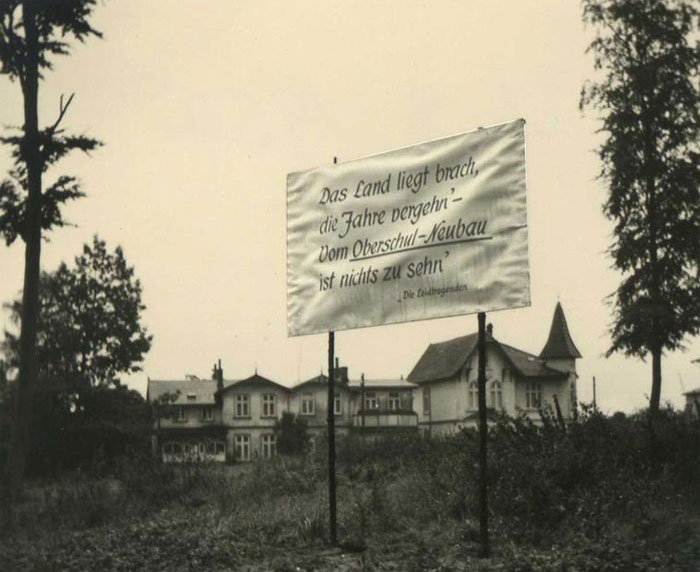 Das Land liegt brach,
die Jahre vergehn'-
Vom Oberschul-Neubau
ist nichts zu sehn'
„Die Leidtragenden